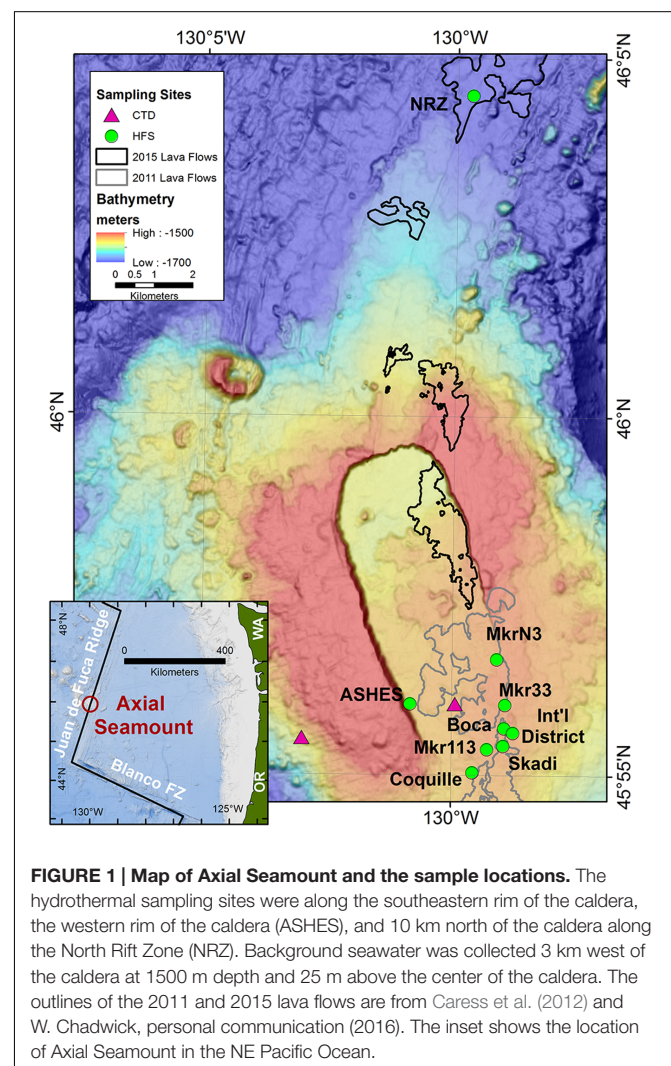 130°5'W
130°W
46°5'N
NRZ
Sampling Sites
CTD
HFS
2015 Lava Flows
2011 Lava Flows
Bathymetry
meters
High : -1500
Low : -1700
0 0.5 1 2
Kilometers
46°N
46°N
MkrN3
ASHES
Mkr33
Boca
Int'l
District
Mkr113
Skadi
Coquille
45°55'N
130°W
48°N
WA
0 400
Kilometers
Juan de Fuca Ridge
Axial
Seamount
Blanco FZ
44°N
OR
130°W
125°W
FIGURE 1 | Map of Axial Seamount and the sample locations. The
hydrothermal sampling sites were along the southeastern rim of the caldera,
the western rim of the caldera (ASHES), and 10 km north of the caldera along
the North Rift Zone (NRZ). Background seawater was collected 3 km west of
the caldera at 1500 m depth and 25 m above the center of the caldera. The
outlines of the 2011 and 2015 lava flows are from Caress et al. (2012) and
W. Chadwick, personal communication (2016). The inset shows the location
of Axial Seamount in the NE Pacific Ocean.